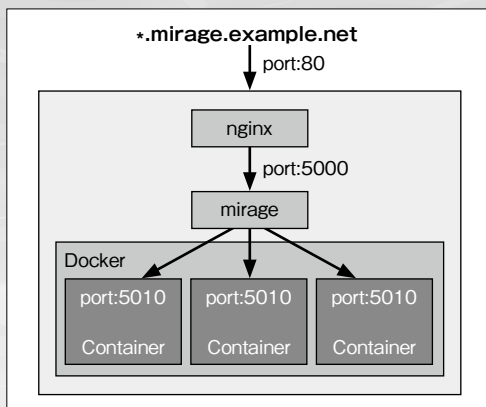 *.mirage.example.net
port:80
nginx
port:5000
mirage
Docker
port:5010
port:5010
port:5010
Container
Container
Container